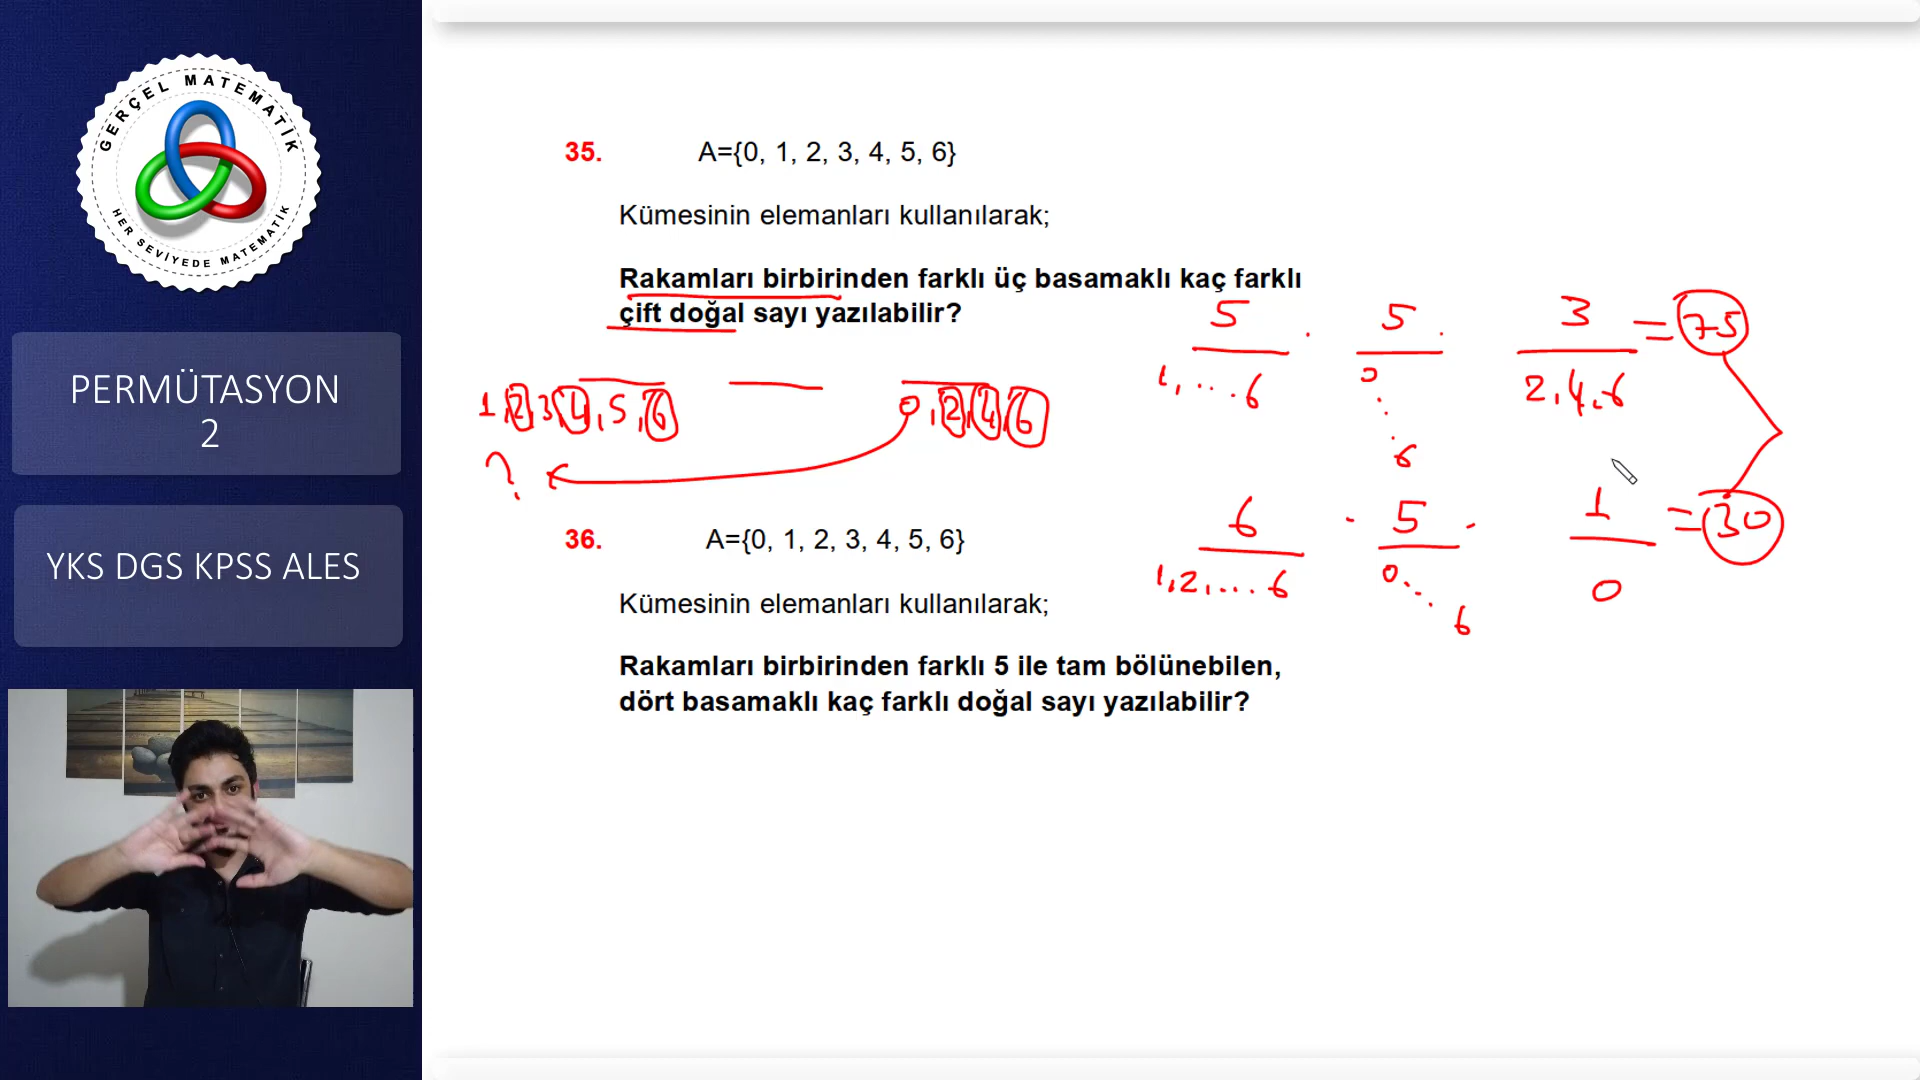 GERÇEL MATEMATİK
HER SEVİYEDE MATEMATİK
PERMÜTASYON
2
YKS DGS KPSS ALES
35. A={0, 1, 2, 3, 4, 5, 6}
Kümesinin elemanları kullanılarak;
Rakamları birbirinden farklı üç basamaklı kaç farklı
çift doğal sayı yazılabilir?
1,2,3,4,5,6 0,2,4,6
?
5 . 5 . 3 = 75
1,...6 0...6 2,4,6
6 . 5 . 1 = 30
1,2,...6 0...6 0
36. A={0, 1, 2, 3, 4, 5, 6}
Kümesinin elemanları kullanılarak;
Rakamları birbirinden farklı 5 ile tam bölünebilen,
dört basamaklı kaç farklı doğal sayı yazılabilir?